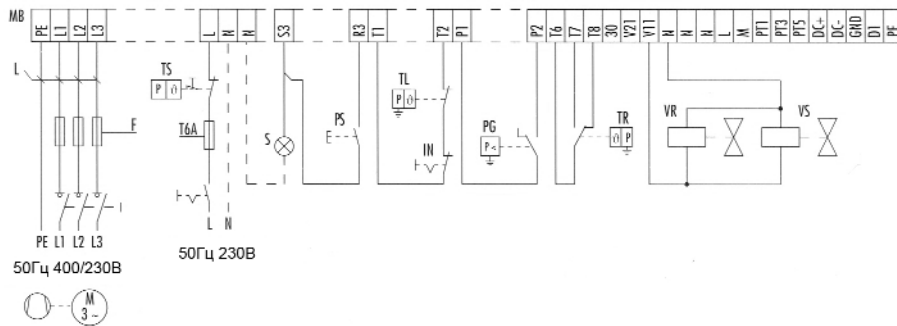 MB PE L1 L2 L3 L N N S3 R3 T1 T2 P1 P2 T6 T7 T8 30 V21 V11 N N N L M PT1 PT3 PT5 DC+ DC- GND D1 PE
L TS TL VR VS
P θ
P θ
F T6A S PS PG P< TR θ P
IN
L N
PE L1 L2 L3
50Гц 230В
50Гц 400/230В
M
3 ~